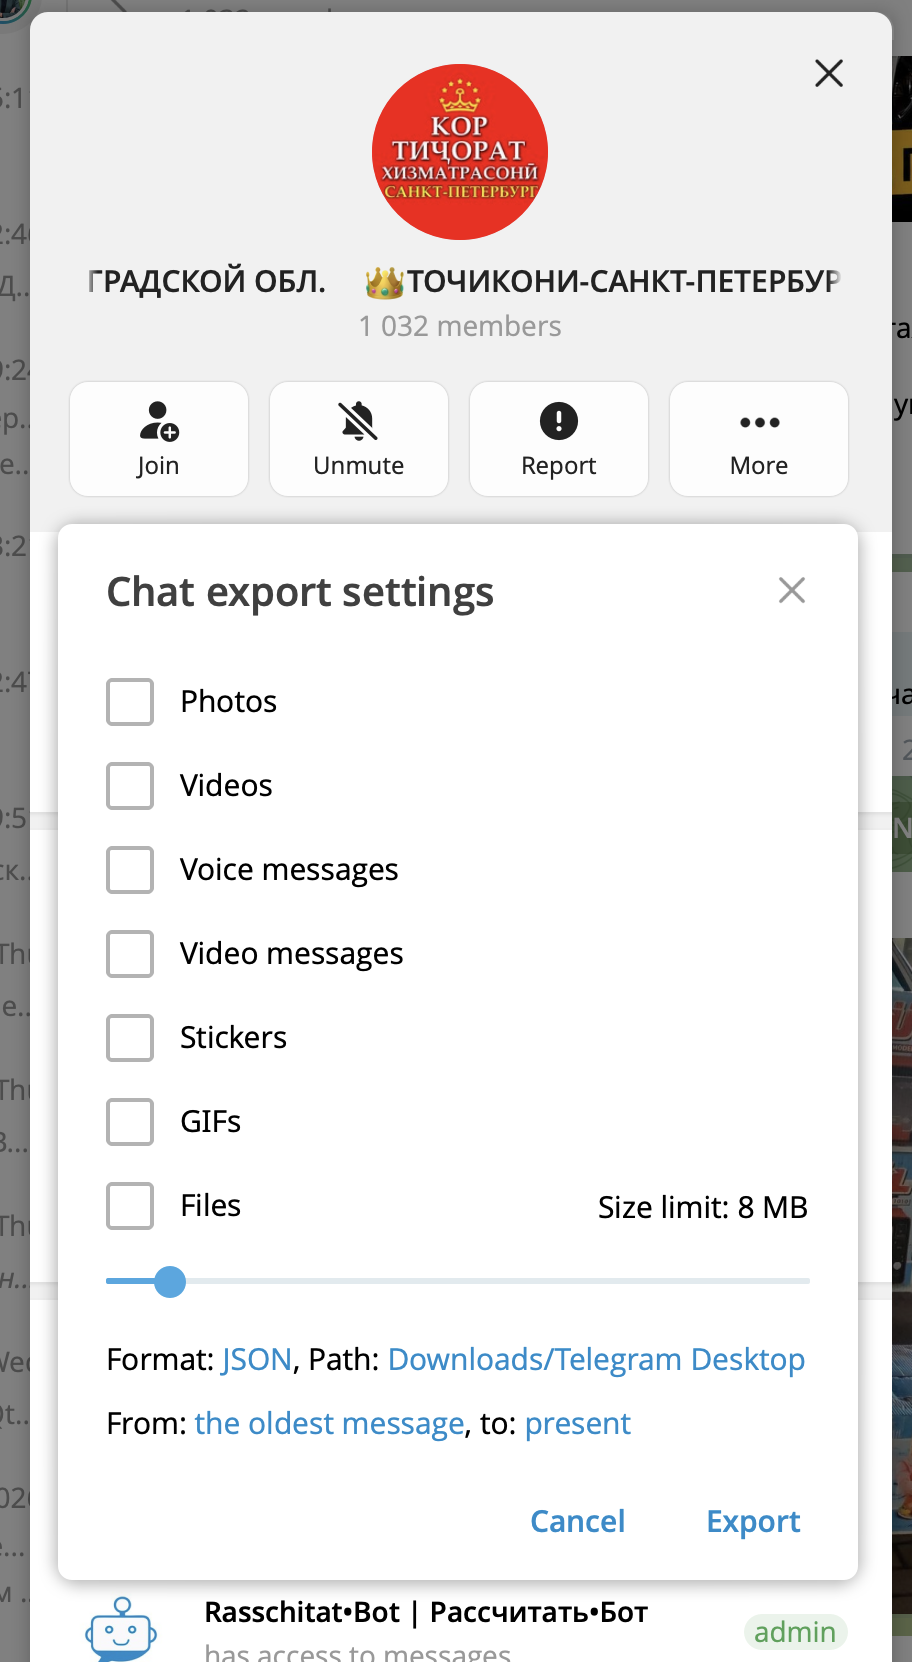 КОР
ТИҶОРАТ
ХИЗМАТРАСОНӢ
САНКТ-ПЕТЕРБУРГ
ГРАДСКОЙ ОБЛ. 👑ТОЧИКОНИ-САНКТ-ПЕТЕРБУР
1 032 members
Join
Unmute
Report
More
Chat export settings
Photos
Videos
Voice messages
Video messages
Stickers
GIFs
Files
Size limit: 8 MB
Format: JSON, Path: Downloads/Telegram Desktop
From: the oldest message, to: present
Cancel
Export
Rasschitat•Bot | Рассчитать•Бот
admin
has access to messages